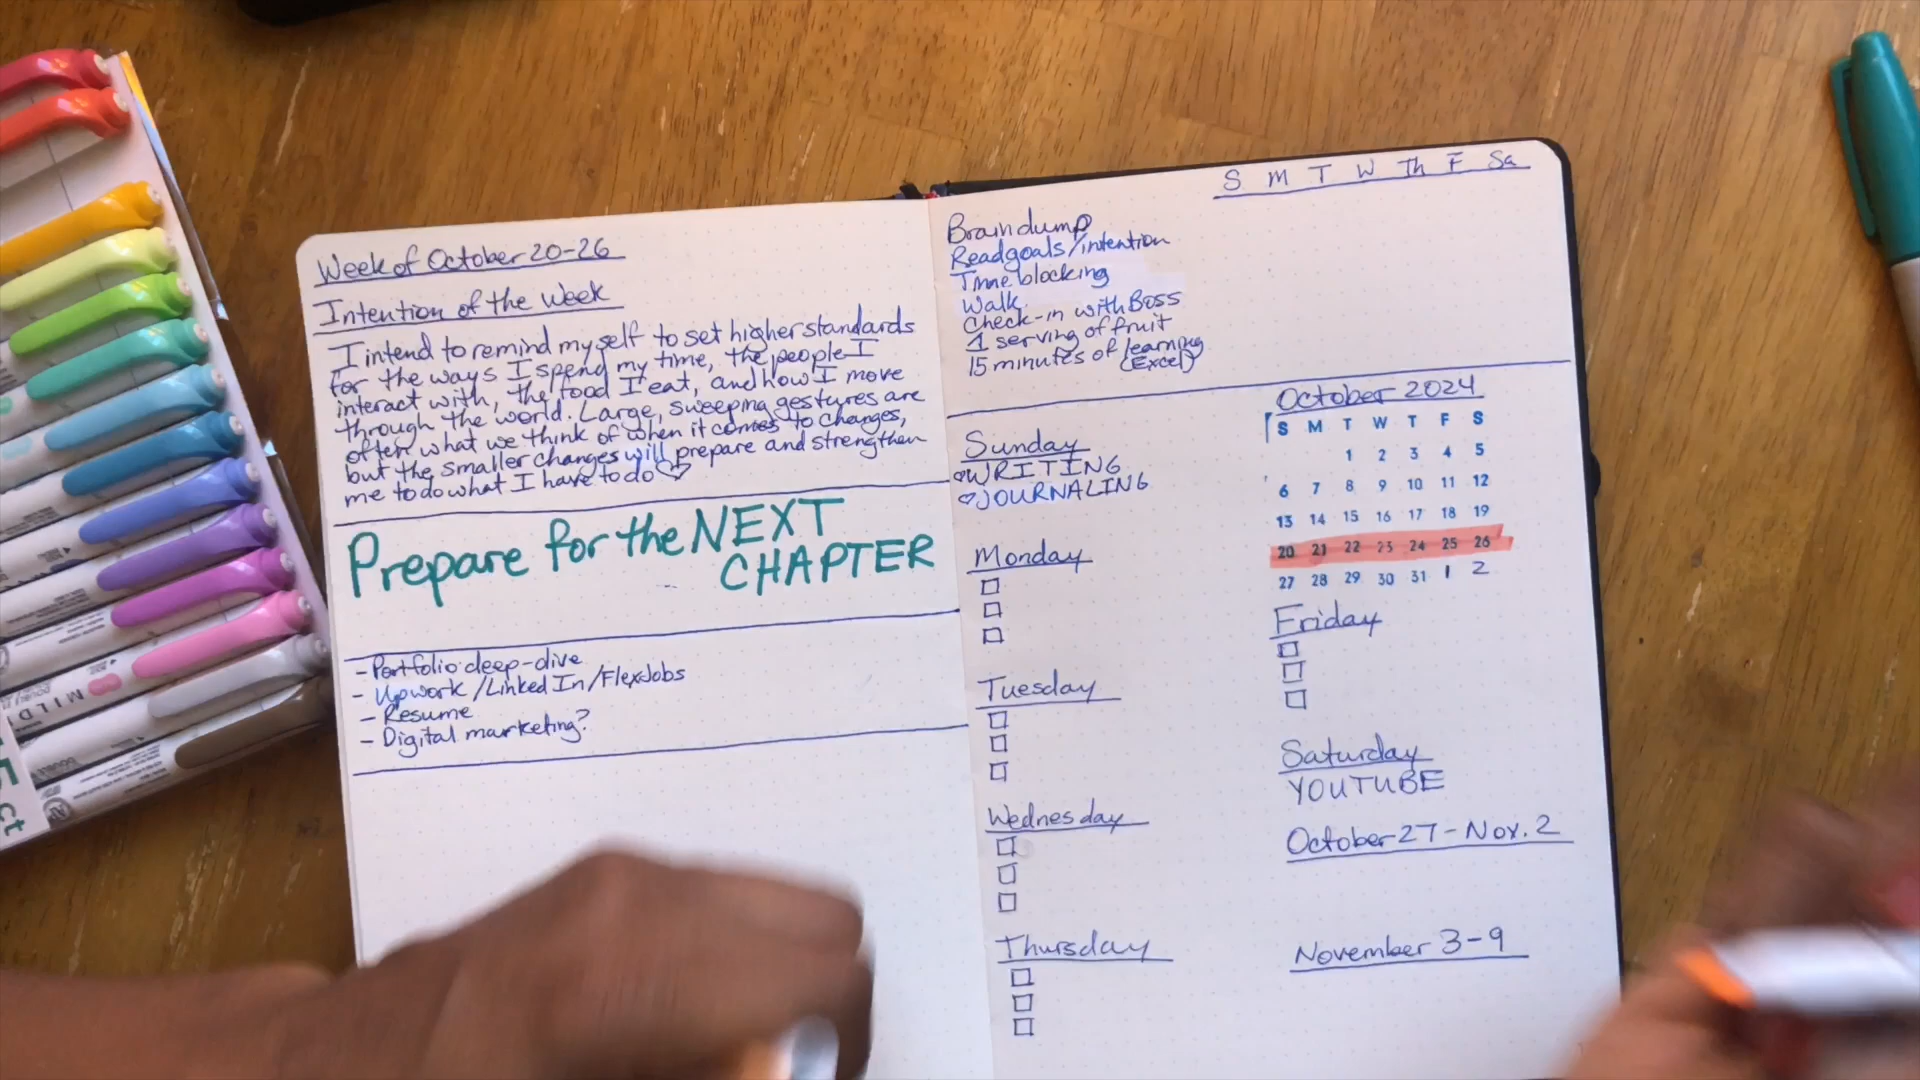 Week of October 20-26
Intention of the Week
I intend to remind my self to set higher standards
for the ways I spend my time, the people I
interact with, the food I eat, and how I move
through the world. Large, sweeping gestures are
often what we think of when it comes to changes,
but the smaller changes will prepare and strengthen
me to do what I have to do ♡
Prepare for the NEXT
CHAPTER
- Portfolio deep-dive
- Upwork /LinkedIn/FlexJobs
- Resume
- Digital marketing?
S M T W Th F Sa
Braindump
Read goals/intention
Time blocking
Walk
Check-in with Boss
1 serving of fruit
15 minutes of learning
(Excel)
October 2024
S M T W T F S
1 2 3 4 5
6 7 8 9 10 11 12
13 14 15 16 17 18 19
20 21 22 23 24 25 26
27 28 29 30 31 1 2
Sunday
♡WRITING
♡JOURNALING
Monday
Tuesday
Wednesday
Thursday
Friday
Saturday
YOUTUBE
October 27-Nov. 2
November 3-9
MILD
5ct